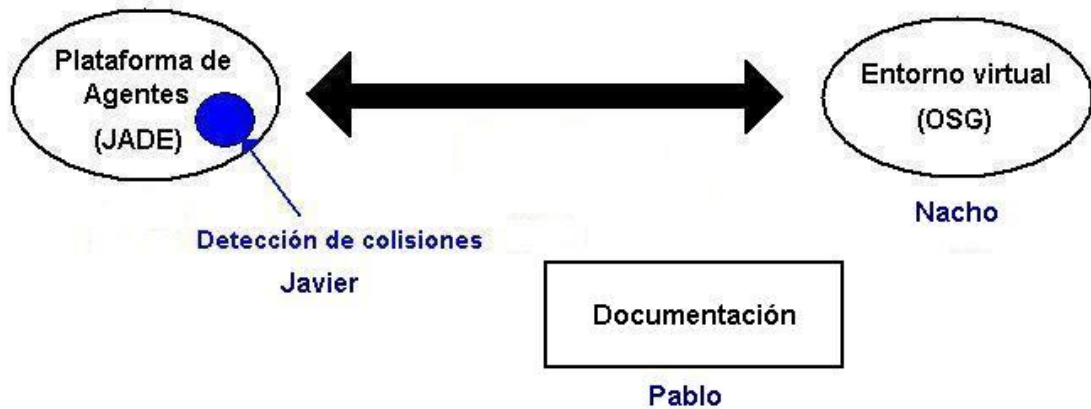 Plataforma de
Agentes
(JADE)
Entorno virtual
(OSG)
Nacho
Detección de colisiones
Javier
Documentación
Pablo